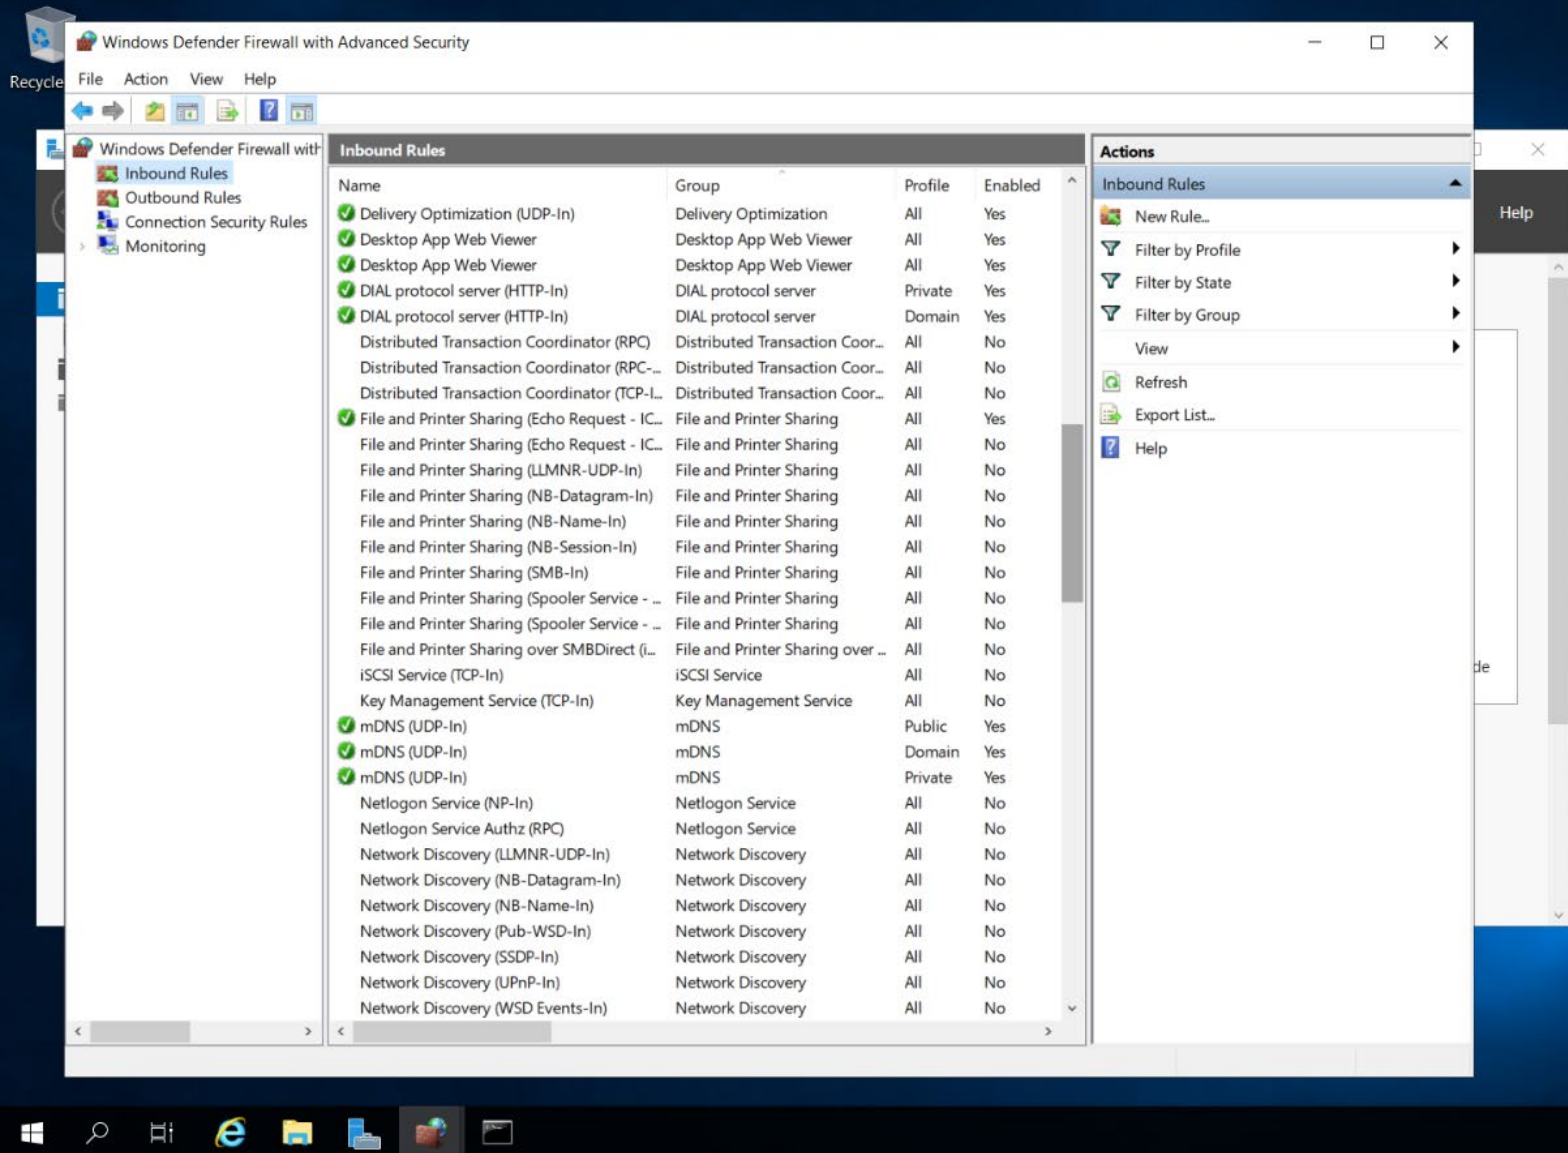 Recycle
Windows Defender Firewall with Advanced Security
File Action View Help
Windows Defender Firewall with
Inbound Rules
Outbound Rules
Connection Security Rules
Monitoring
Inbound Rules
Name Group Profile Enabled
Delivery Optimization (UDP-In) Delivery Optimization All Yes
Desktop App Web Viewer Desktop App Web Viewer All Yes
Desktop App Web Viewer Desktop App Web Viewer All Yes
DIAL protocol server (HTTP-In) DIAL protocol server Private Yes
DIAL protocol server (HTTP-In) DIAL protocol server Domain Yes
Distributed Transaction Coordinator (RPC) Distributed Transaction Coor... All No
Distributed Transaction Coordinator (RPC-... Distributed Transaction Coor... All No
Distributed Transaction Coordinator (TCP-I... Distributed Transaction Coor... All No
File and Printer Sharing (Echo Request - IC... File and Printer Sharing All Yes
File and Printer Sharing (Echo Request - IC... File and Printer Sharing All No
File and Printer Sharing (LLMNR-UDP-In) File and Printer Sharing All No
File and Printer Sharing (NB-Datagram-In) File and Printer Sharing All No
File and Printer Sharing (NB-Name-In) File and Printer Sharing All No
File and Printer Sharing (NB-Session-In) File and Printer Sharing All No
File and Printer Sharing (SMB-In) File and Printer Sharing All No
File and Printer Sharing (Spooler Service - ... File and Printer Sharing All No
File and Printer Sharing (Spooler Service - ... File and Printer Sharing All No
File and Printer Sharing over SMBDirect (i... File and Printer Sharing over ... All No
iSCSI Service (TCP-In) iSCSI Service All No
Key Management Service (TCP-In) Key Management Service All No
mDNS (UDP-In) mDNS Public Yes
mDNS (UDP-In) mDNS Domain Yes
mDNS (UDP-In) mDNS Private Yes
Netlogon Service (NP-In) Netlogon Service All No
Netlogon Service Authz (RPC) Netlogon Service All No
Network Discovery (LLMNR-UDP-In) Network Discovery All No
Network Discovery (NB-Datagram-In) Network Discovery All No
Network Discovery (NB-Name-In) Network Discovery All No
Network Discovery (Pub-WSD-In) Network Discovery All No
Network Discovery (SSDP-In) Network Discovery All No
Network Discovery (UPnP-In) Network Discovery All No
Network Discovery (WSD Events-In) Network Discovery All No
Actions
Inbound Rules
New Rule...
Filter by Profile
Filter by State
Filter by Group
View
Refresh
Export List...
Help
Help
de